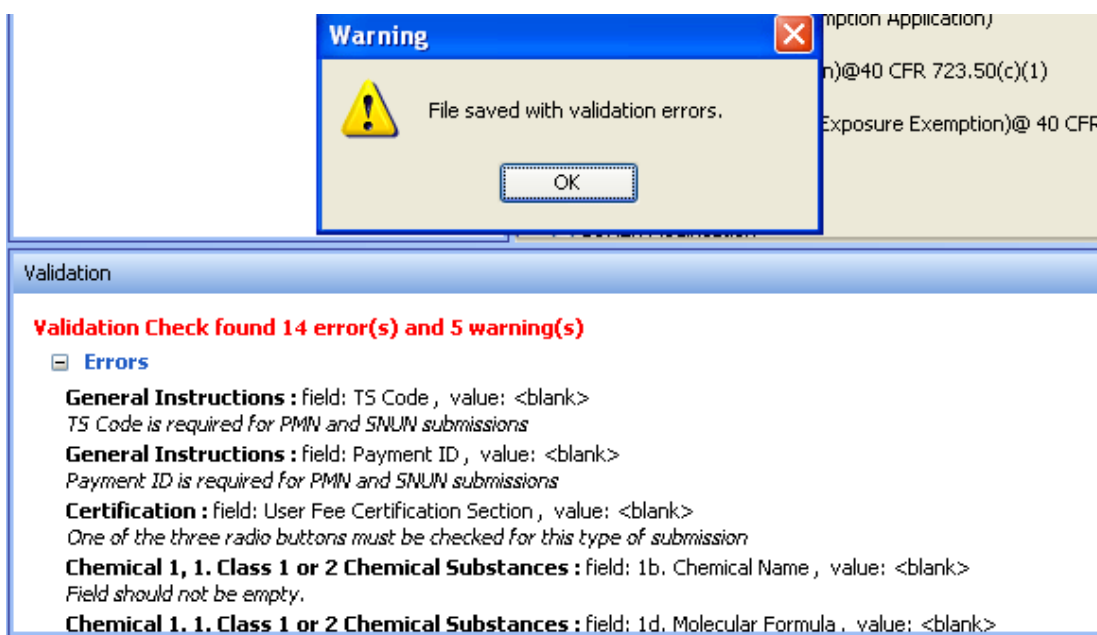 Warning
mption Application)
n)@40 CFR 723.50(c)(1)
File saved with validation errors.
Exposure Exemption)@ 40 CFR
OK
Validation
Validation Check found 14 error(s) and 5 warning(s)
Errors
General Instructions : field: TS Code , value: <blank>
TS Code is required for PMN and SNUN submissions
General Instructions : field: Payment ID , value: <blank>
Payment ID is required for PMN and SNUN submissions
Certification : field: User Fee Certification Section , value: <blank>
One of the three radio buttons must be checked for this type of submission
Chemical 1, 1. Class 1 or 2 Chemical Substances : field: 1b. Chemical Name , value: <blank>
Field should not be empty.
Chemical 1, 1. Class 1 or 2 Chemical Substances : field: 1d. Molecular Formula , value: <blank>